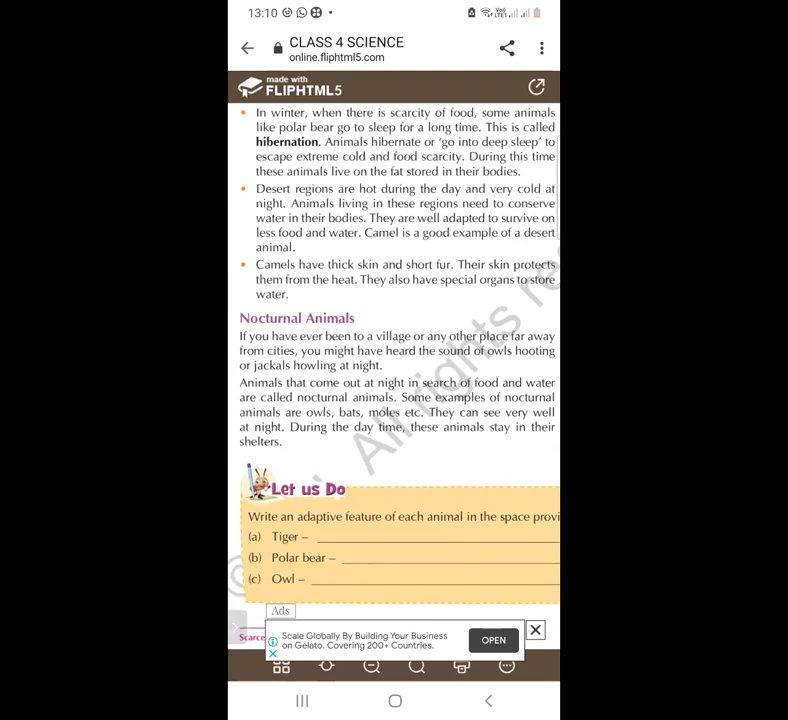 13:10
Vo))
LTE1
CLASS 4 SCIENCE
online.fliphtml5.com
made with
FLIPHTML5
• In winter, when there is scarcity of food, some animals
like polar bear go to sleep for a long time. This is called
hibernation. Animals hibernate or ‘go into deep sleep’ to
escape extreme cold and food scarcity. During this time
these animals live on the fat stored in their bodies.
• Desert regions are hot during the day and very cold at
night. Animals living in these regions need to conserve
water in their bodies. They are well adapted to survive on
less food and water. Camel is a good example of a desert
animal.
• Camels have thick skin and short fur. Their skin protects
them from the heat. They also have special organs to store
water.
Nocturnal Animals
If you have ever been to a village or any other place far away
from cities, you might have heard the sound of owls hooting
or jackals howling at night.
Animals that come out at night in search of food and water
are called nocturnal animals. Some examples of nocturnal
animals are owls, bats, moles etc. They can see very well
at night. During the day time, these animals stay in their
shelters.
All rights res
Let us Do
Write an adaptive feature of each animal in the space provi
(a) Tiger –
(b) Polar bear –
(c) Owl –
Ads
Scarce
Scale Globally By Building Your Business
on Gelato. Covering 200+ Countries.
OPEN